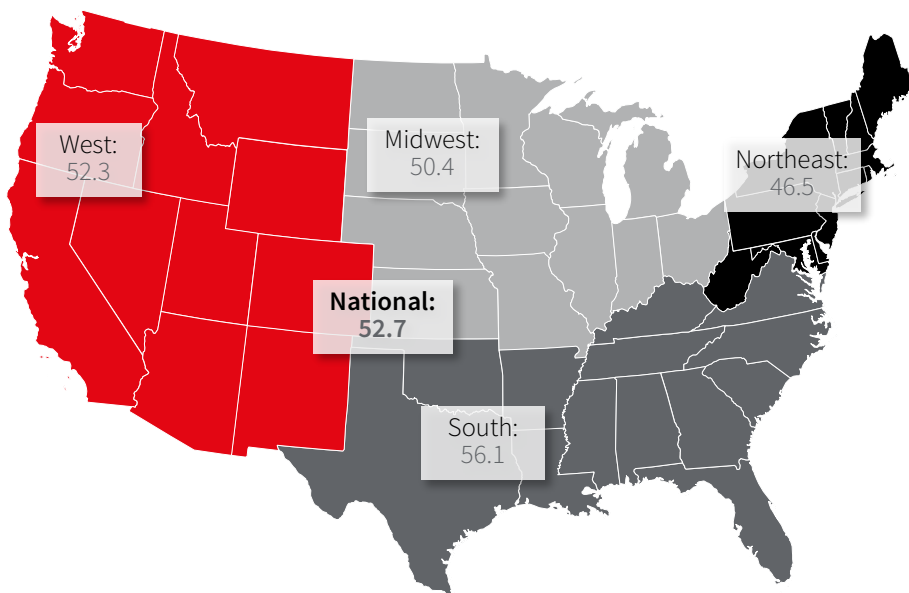 West:
52.3
Midwest:
50.4
Northeast:
46.5
National:
52.7
South:
56.1